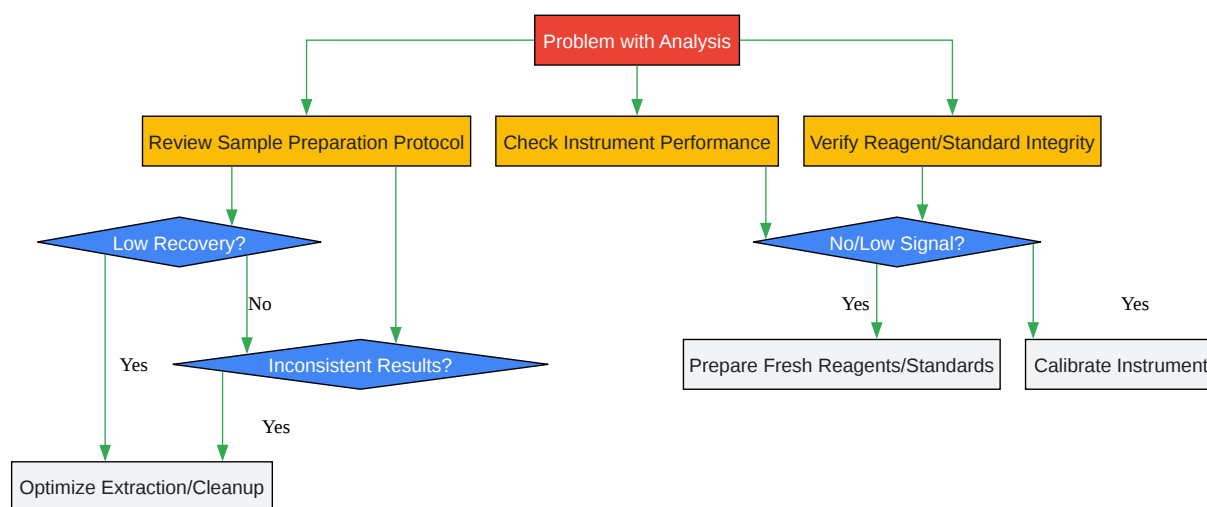 Problem with Analysis
Review Sample Preparation Protocol
Check Instrument Performance
Verify Reagent/Standard Integrity
Low Recovery?
No/Low Signal?
No
Yes
Yes
Yes
Inconsistent Results?
Prepare Fresh Reagents/Standards
Calibrate Instrument
Yes
Optimize Extraction/Cleanup